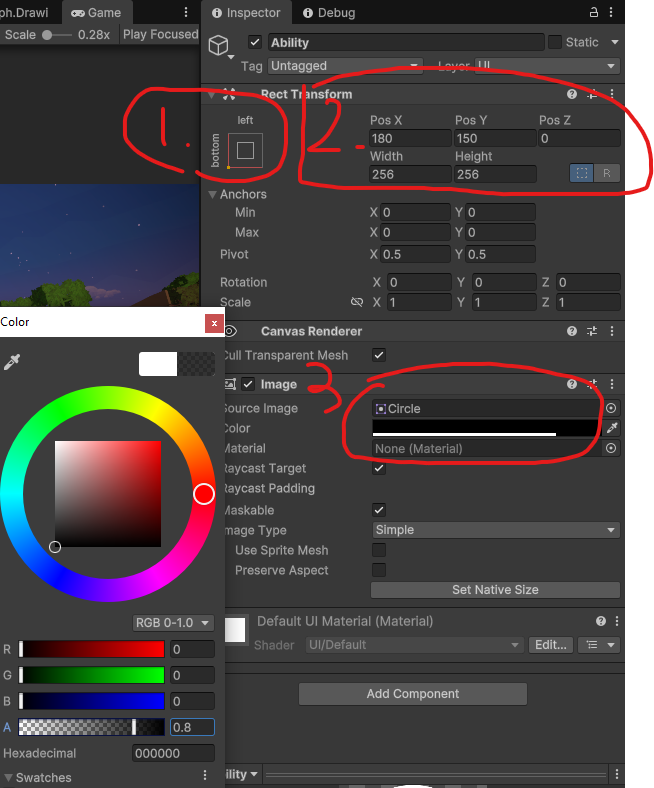 ph.Drawi Game
Inspector Debug
Scale 0.28x Play Focused
Ability Static
Tag Untagged Layer UI
Rect Transform
left
bottom
1.
2.
Pos X Pos Y Pos Z
180 150 0
Width Height
256 256 R
Anchors
Min X 0 Y 0
Max X 0 Y 0
Pivot X 0.5 Y 0.5
Rotation X 0 Y 0 Z 0
Scale X 1 Y 1 Z 1
Canvas Renderer
Cull Transparent Mesh
Image
3
Source Image Circle
Color
Material None (Material)
Raycast Target
Raycast Padding
Maskable
Image Type Simple
Use Sprite Mesh
Preserve Aspect
Set Native Size
Default UI Material (Material)
Shader UI/Default Edit...
Add Component
ility
Color x
RGB 0-1.0
R 0
G 0
B 0
A 0.8
Hexadecimal 000000
Swatches